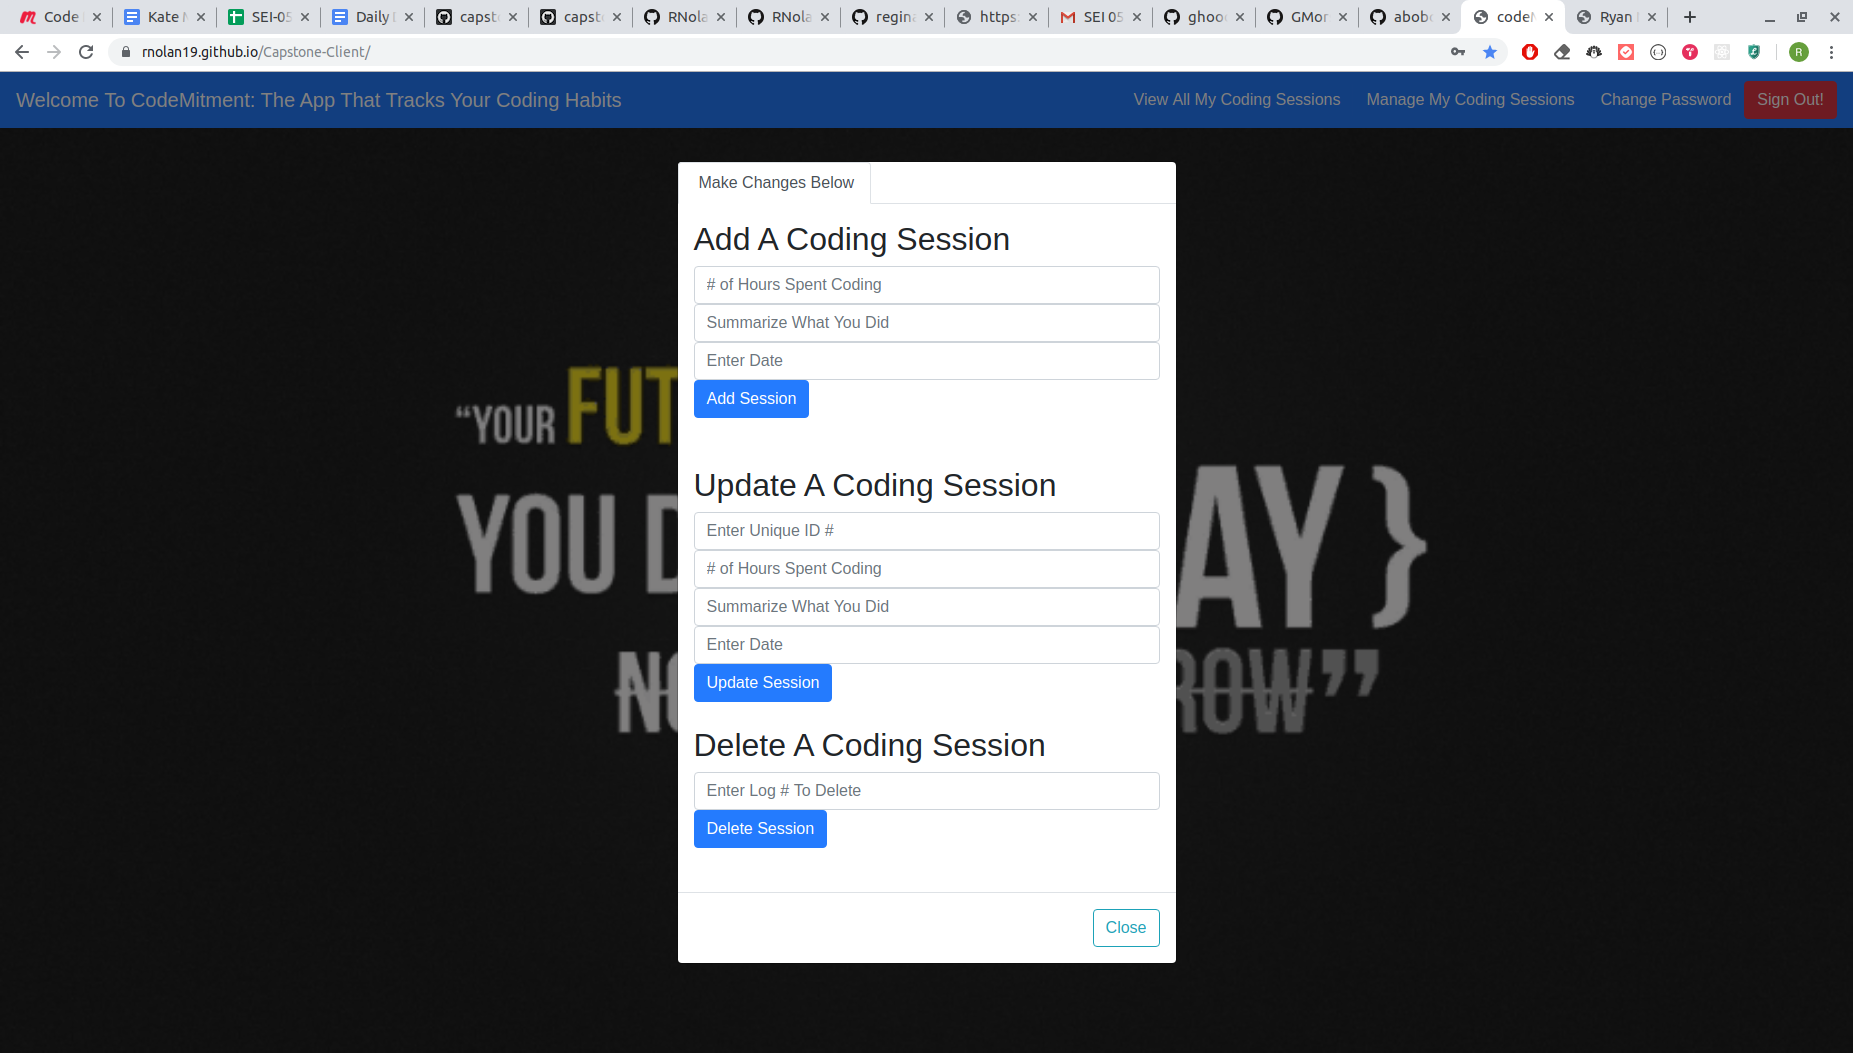 Code
Kate M
SEI-05
Daily
capst
capst
RNola
RNola
regina
https:
SEI 05
ghoo
GMor
abob
codeM
Ryan
rnolan19.github.io/Capstone-Client/
R
Welcome To CodeMitment: The App That Tracks Your Coding Habits
View All My Coding Sessions
Manage My Coding Sessions
Change Password
Sign Out!
Make Changes Below
Add A Coding Session
# of Hours Spent Coding
Summarize What You Did
Enter Date
Add Session
Update A Coding Session
Enter Unique ID #
# of Hours Spent Coding
Summarize What You Did
Enter Date
Update Session
Delete A Coding Session
Enter Log # To Delete
Delete Session
Close
“YOUR FUT
YOU D AY }
NO ROW”